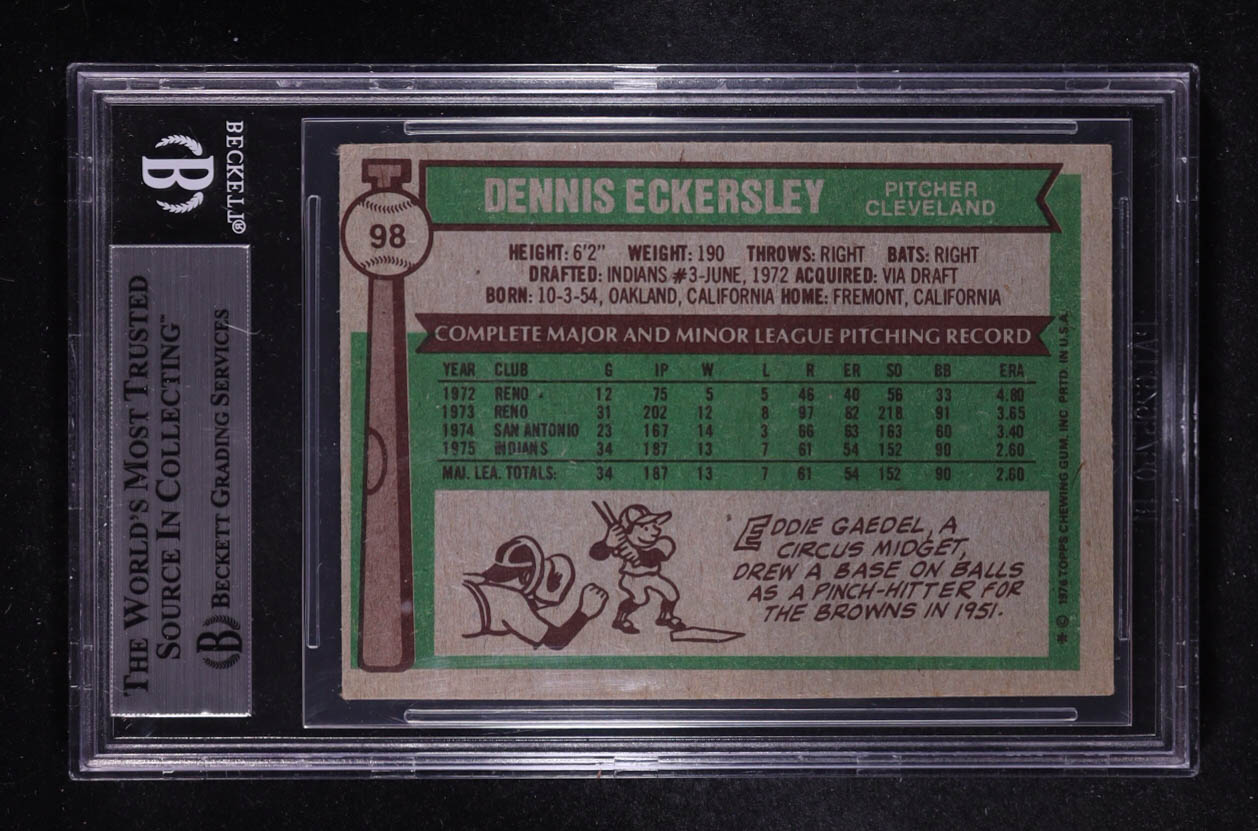 BECKETT®
B
THE WORLD'S MOST TRUSTED
SOURCE IN COLLECTING™
B BECKETT GRADING SERVICES
T
98
DENNIS ECKERSLEY
PITCHER
CLEVELAND
HEIGHT: 6'2" WEIGHT: 190 THROWS: RIGHT BATS: RIGHT
DRAFTED: INDIANS #3-JUNE, 1972 ACQUIRED: VIA DRAFT
BORN: 10-3-54, OAKLAND, CALIFORNIA HOME: FREMONT, CALIFORNIA
COMPLETE MAJOR AND MINOR LEAGUE PITCHING RECORD
YEAR CLUB G IP W L R ER SO BB ERA
1972 RENO 12 75 5 5 46 40 56 33 4.80
1973 RENO 31 202 12 8 97 82 218 91 3.65
1974 SAN ANTONIO 23 167 14 3 66 63 163 60 3.40
1975 INDIANS 34 187 13 7 61 54 152 90 2.60
MAJ. LEA. TOTALS: 34 187 13 7 61 54 152 90 2.60
EDDIE GAEDEL, A
CIRCUS MIDGET,
DREW A BASE ON BALLS
AS A PINCH-HITTER FOR
THE BROWNS IN 1951.
* © 1976 TOPPS CHEWING GUM, INC. PRTD. IN U.S.A.